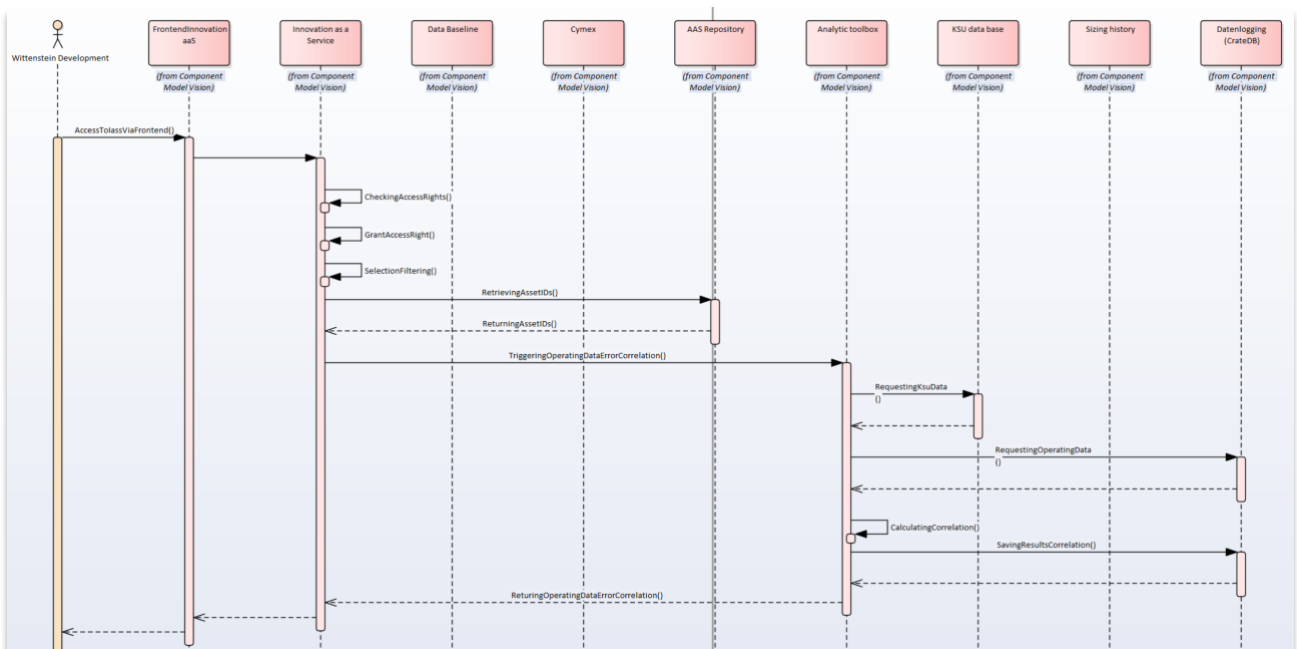 Wittenstein Development
FrontendInnovation
aaS
(from Component
Model Vision)
Innovation as a
Service
(from Component
Model Vision)
Data Baseline
(from Component
Model Vision)
Cymex
(from Component
Model Vision)
AAS Repository
(from Component
Model Vision)
Analytic toolbox
(from Component
Model Vision)
KSU data base
(from Component
Model Vision)
Sizing history
(from Component
Model Vision)
Datenlogging
(CrateDB)
(from Component
Model Vision)
AccessToIassViaFrontend()
CheckingAccessRights()
GrantAccessRight()
SelectionFiltering()
RetrievingAssetIDs()
ReturningAssetIDs()
TriggeringOperatingDataErrorCorrelation()
RequestingKsuData
()
RequestingOperatingData
()
CalculatingCorrelation()
SavingResultsCorrelation()
ReturingOperatingDataErrorCorrelation()